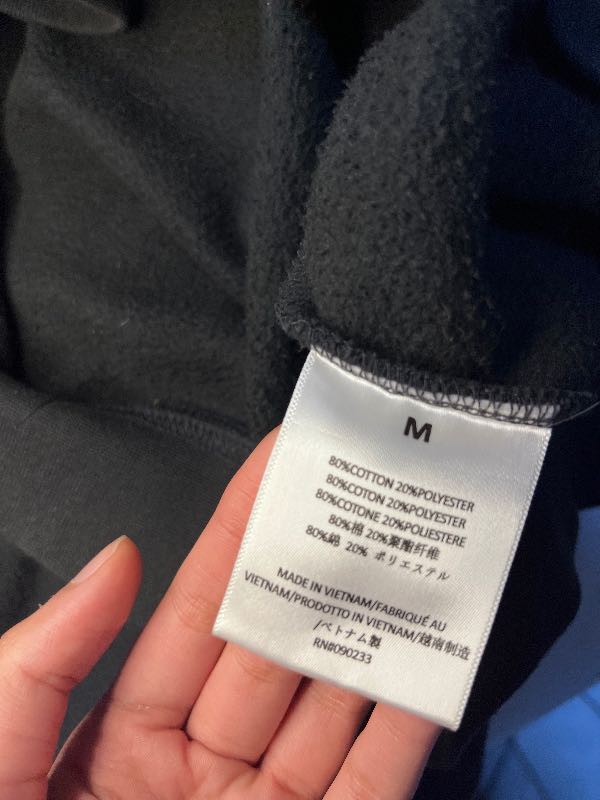 M
80%COTTON 20%POLYESTER
80%COTON 20%POLYESTER
80%COTONE 20%POLIESTERE
80%棉 20%聚酯纤维
80%綿 20% ポリエステル
MADE IN VIETNAM/FABRIQUÉ AU
VIETNAM/PRODOTTO IN VIETNAM/越南制造
/ベトナム製
RN#090233